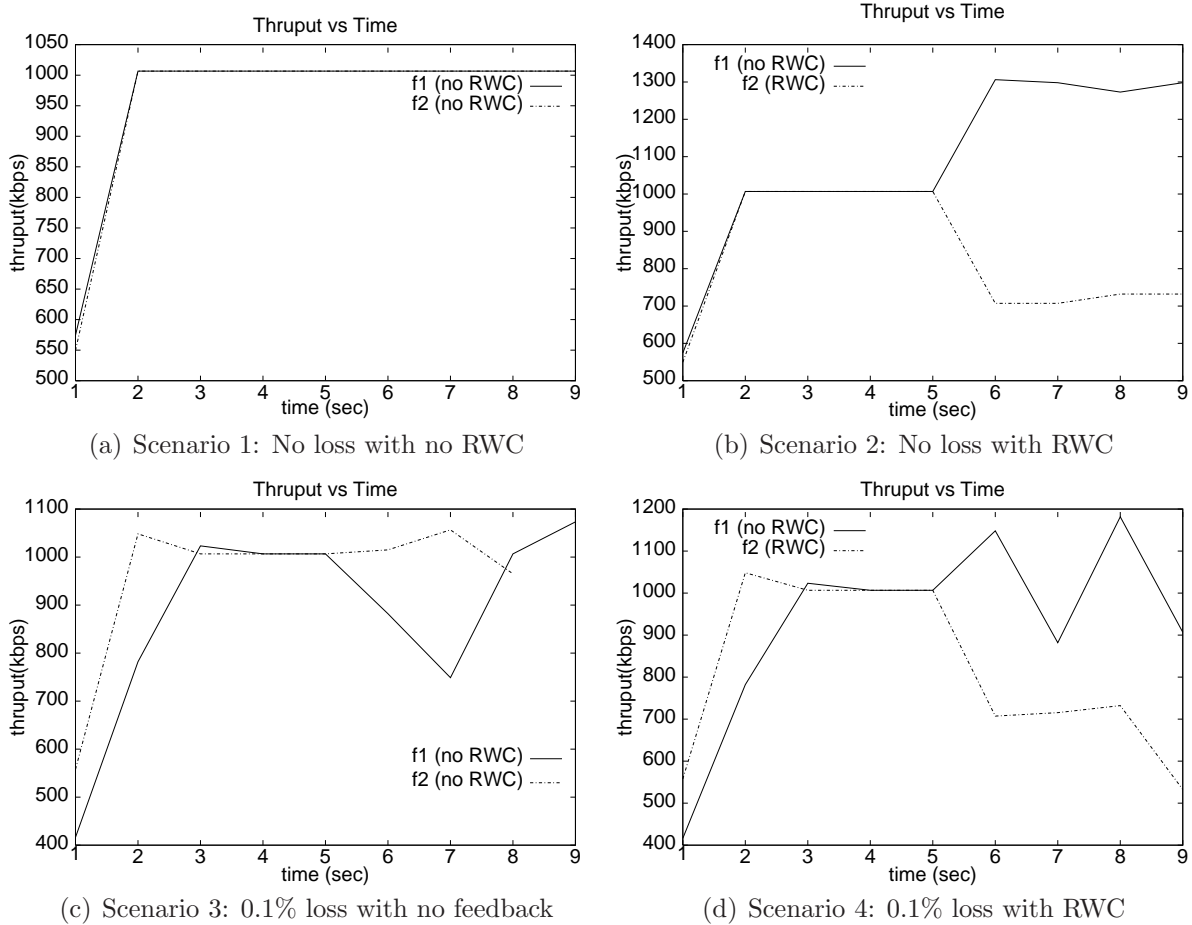 Thruput vs Time
1050
1000
950
900
850
800
750
700
650
600
550
500
thruput(kbps)
f1 (no RWC)
f2 (no RWC)
1 2 3 4 5 6 7 8 9
time (sec)
(a) Scenario 1: No loss with no RWC
Thruput vs Time
1400
1300
1200
1100
1000
900
800
700
600
500
thruput(kbps)
f1 (no RWC)
f2 (RWC)
1 2 3 4 5 6 7 8 9
time (sec)
(b) Scenario 2: No loss with RWC
Thruput vs Time
1100
1000
900
800
700
600
500
400
thruput(kbps)
f1 (no RWC)
f2 (no RWC)
1 2 3 4 5 6 7 8 9
time (sec)
(c) Scenario 3: 0.1% loss with no feedback
Thruput vs Time
1200
1100
1000
900
800
700
600
500
400
thruput(kbps)
f1 (no RWC)
f2 (RWC)
1 2 3 4 5 6 7 8 9
time (sec)
(d) Scenario 4: 0.1% loss with RWC